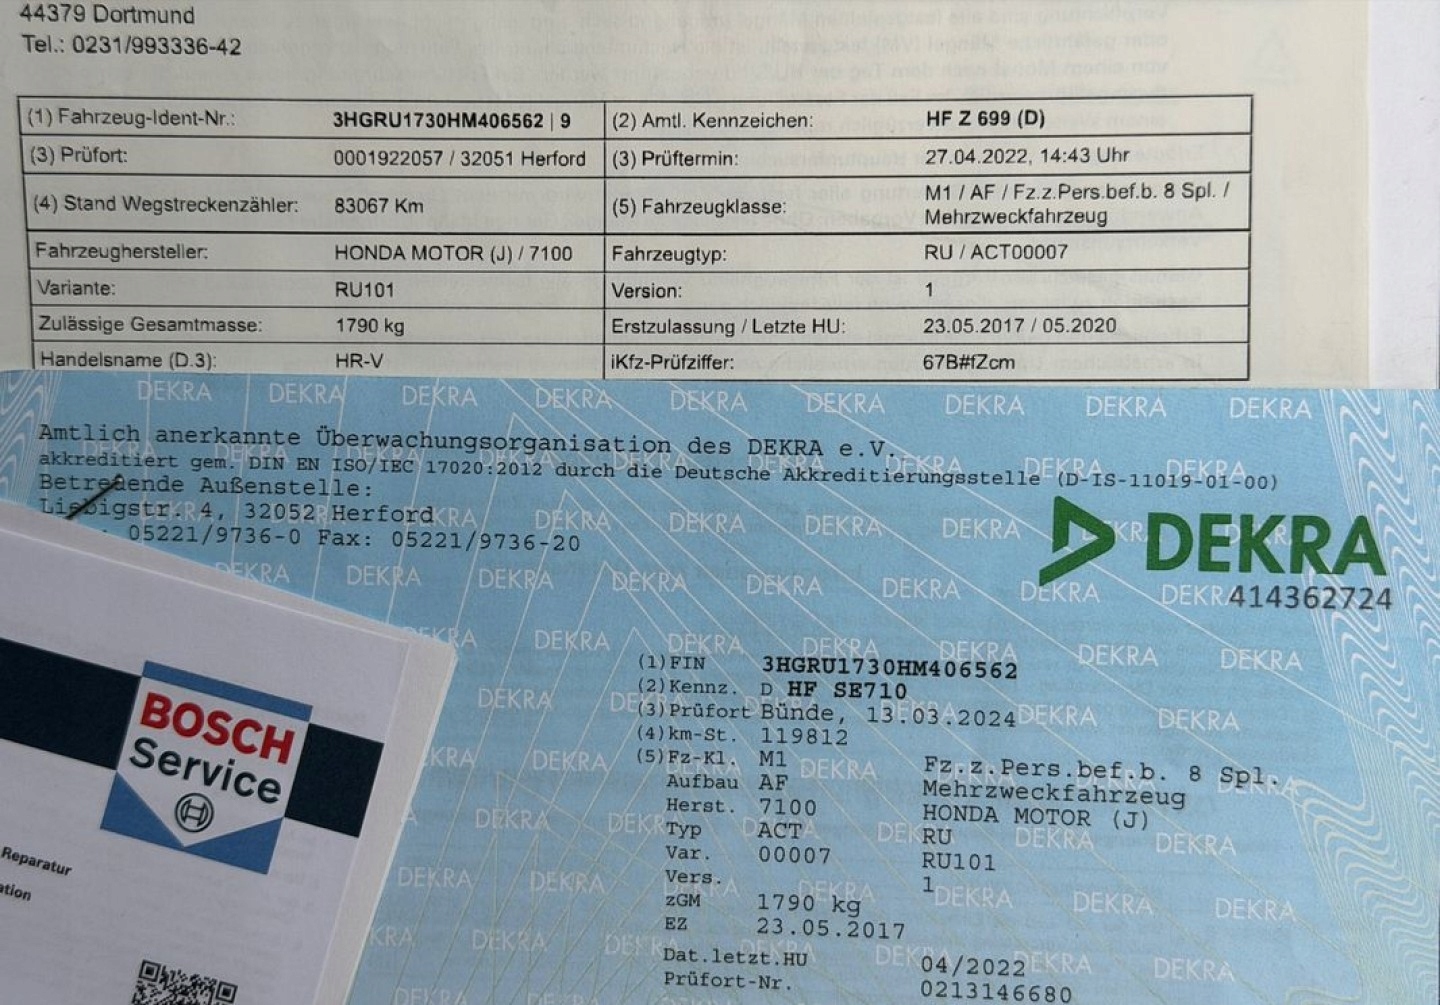 44379 Dortmund
Tel.: 0231/993336-42
(1) Fahrzeug-Ident-Nr.: 3HGRU1730HM406562 | 9 (2) Amtl. Kennzeichen: HF Z 699 (D)
(3) Prüfort: 0001922057 / 32051 Herford (3) Prüftermin: 27.04.2022, 14:43 Uhr
(4) Stand Wegstreckenzähler: 83067 Km (5) Fahrzeugklasse: M1 / AF / Fz.z.Pers.bef.b. 8 Spl. /
Mehrzweckfahrzeug
Fahrzeughersteller: HONDA MOTOR (J) / 7100 Fahrzeugtyp: RU / ACT00007
Variante: RU101 Version: 1
Zulässige Gesamtmasse: 1790 kg Erstzulassung / Letzte HU: 23.05.2017 / 05.2020
Handelsname (D.3): HR-V iKfz-Prüfziffer: 67B#fZcm
Amtlich anerkannte Überwachungsorganisation des DEKRA e.V.
akkreditiert gem. DIN EN ISO/IEC 17020:2012 durch die Deutsche Akkreditierungsstelle (D-IS-11019-01-00)
Betreffende Außenstelle:
Liebigstr. 4, 32052 Herford
05221/9736-0 Fax: 05221/9736-20
DEKRA
414362724
(1)FIN 3HGRU1730HM406562
(2)Kennz. D HF SE710
(3)Prüfort Bünde, 13.03.2024
(4)km-St. 119812
(5)Fz-Kl. M1 Fz.z.Pers.bef.b. 8 Spl.
Aufbau AF Mehrzweckfahrzeug
Herst. 7100 HONDA MOTOR (J)
Typ ACT RU
Var. 00007 RU101
Vers. 1
zGM 1790 kg
EZ 23.05.2017
Dat.letzt.HU 04/2022
Prüfort-Nr. 0213146680
BOSCH
Service
Reparatur